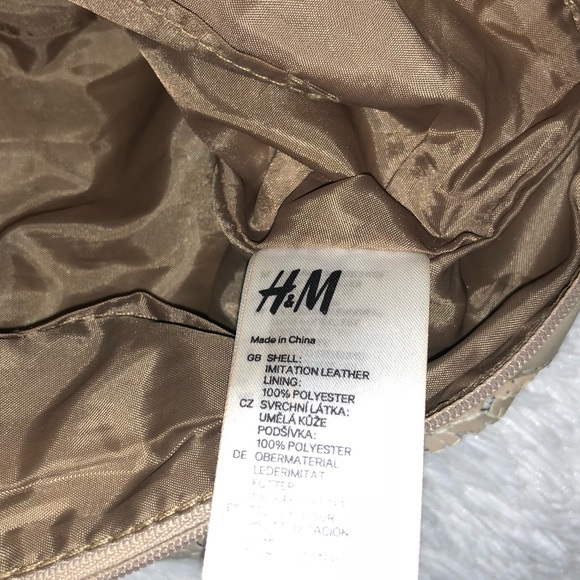 H&M
Made in China
GB SHELL:
IMITATION LEATHER
LINING:
100% POLYESTER
CZ SVRCHNÍ LÁTKA:
UMĚLÁ KŮŽE
PODŠÍVKA:
100% POLYESTER
DE OBERMATERIAL
LEDERIMITAT
FUTTER